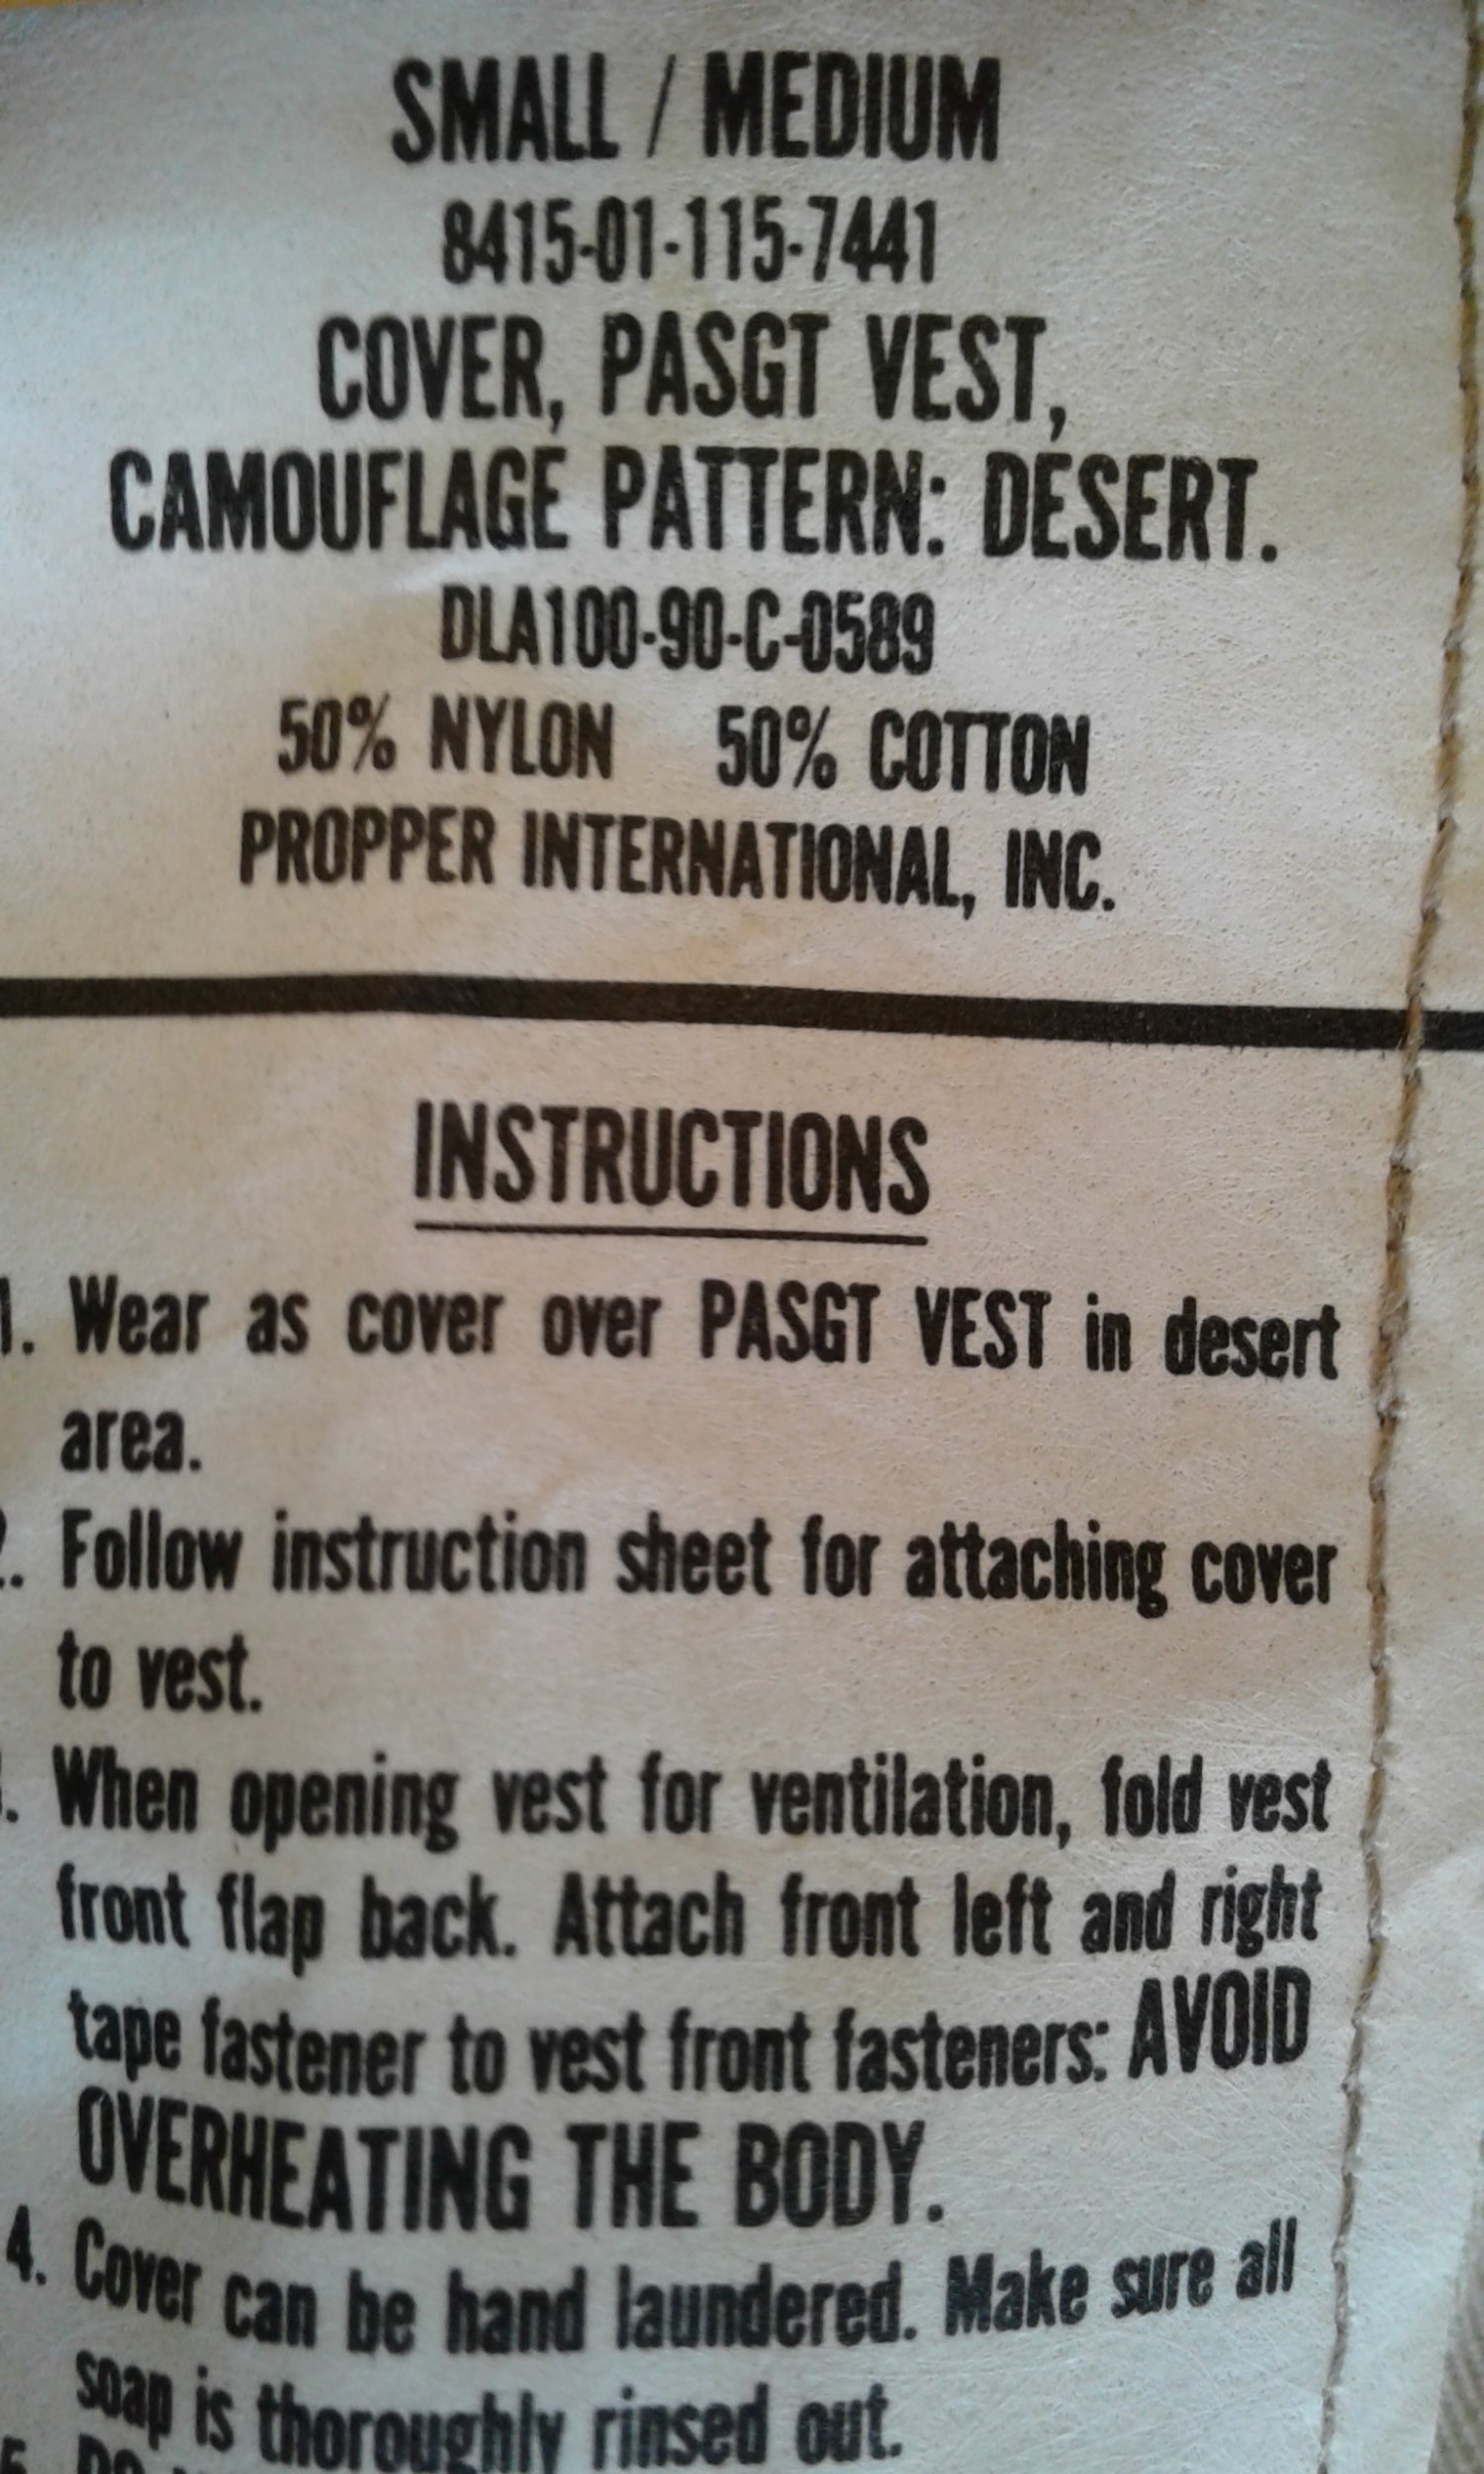 SMALL / MEDIUM
8415-01-115-7441
COVER, PASGT VEST,
CAMOUFLAGE PATTERN: DESERT.
DLA100-90-C-0589
50% NYLON 50% COTTON
PROPPER INTERNATIONAL, INC.
INSTRUCTIONS
1. Wear as cover over PASGT VEST in desert
area.
2. Follow instruction sheet for attaching cover
to vest.
. When opening vest for ventilation, fold vest
front flap back. Attach front left and right
tape fastener to vest front fasteners: AVOID
OVERHEATING THE BODY.
4. Cover can be hand laundered. Make sure all
soap is thoroughly rinsed out.
5. Do